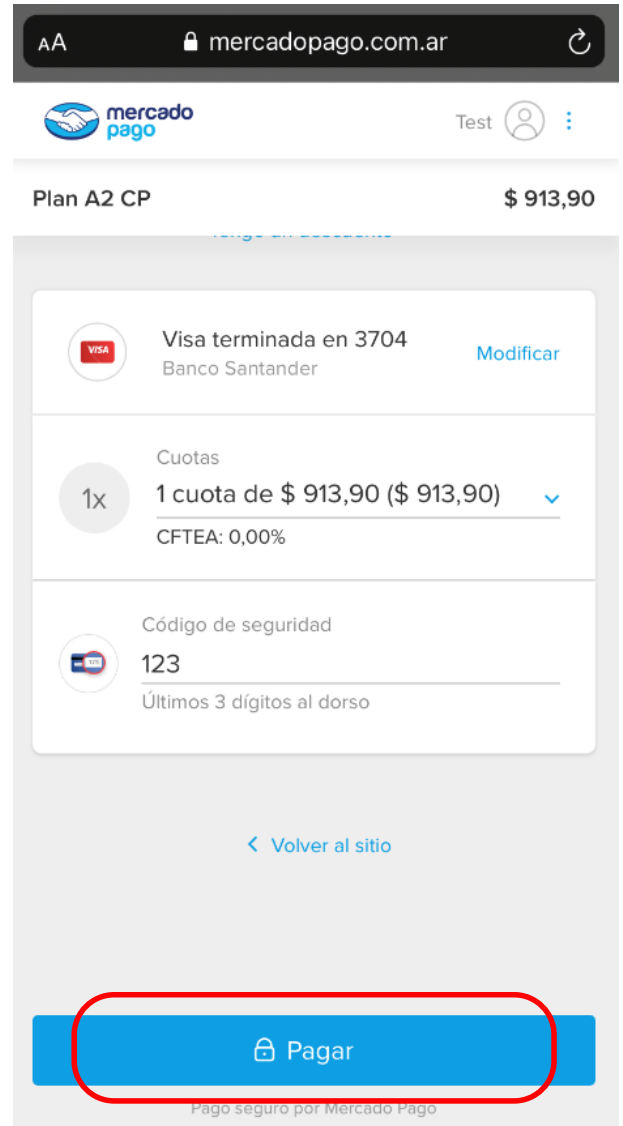 AA mercadopago.com.ar
mercado
pago
Test
Plan A2 CP $ 913,90
VISA
Visa terminada en 3704
Banco Santander
Modificar
Cuotas
1x
1 cuota de $ 913,90 ($ 913,90)
CFTEA: 0,00%
Código de seguridad
123
Últimos 3 dígitos al dorso
Volver al sitio
Pagar
Pago seguro por Mercado Pago